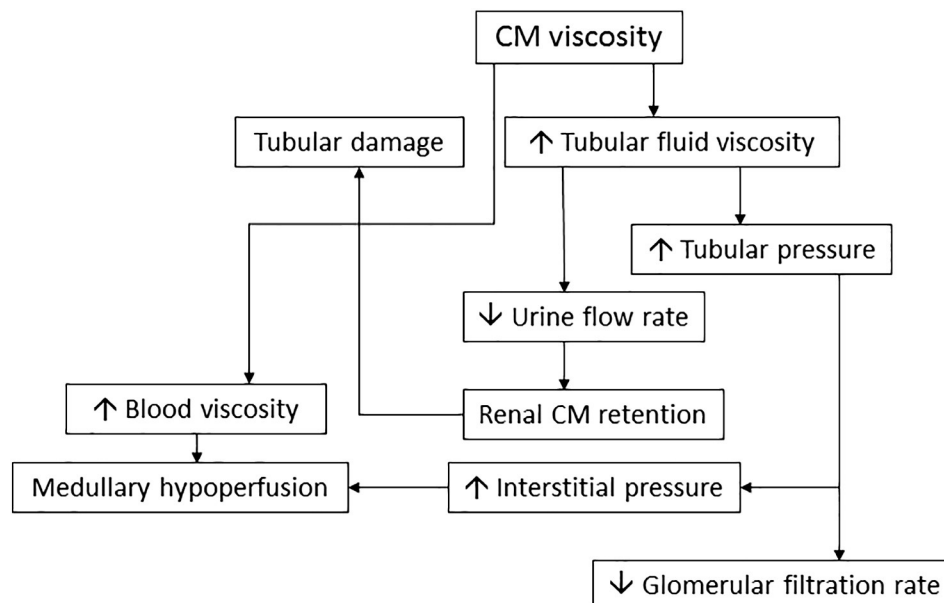 CM viscosity
Tubular damage
↑ Tubular fluid viscosity
↑ Tubular pressure
↓ Urine flow rate
↑ Blood viscosity
Renal CM retention
Medullary hypoperfusion
↑ Interstitial pressure
↓ Glomerular filtration rate